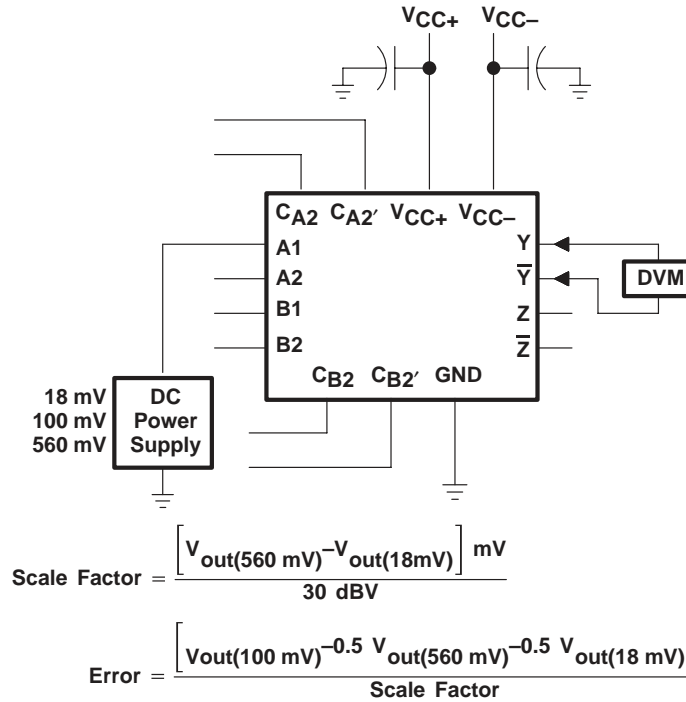 VCC+ VCC−
CA2 CA2′ VCC+ VCC−
A1 Y
A2 Y̅ DVM
B1 Z
B2 Z̅
CB2 CB2′ GND
18 mV DC
100 mV Power
560 mV Supply
Scale Factor = [Vout(560 mV)−Vout(18mV)] mV / 30 dBV
Error = [Vout(100 mV)−0.5 Vout(560 mV)−0.5 Vout(18 mV) / Scale Factor